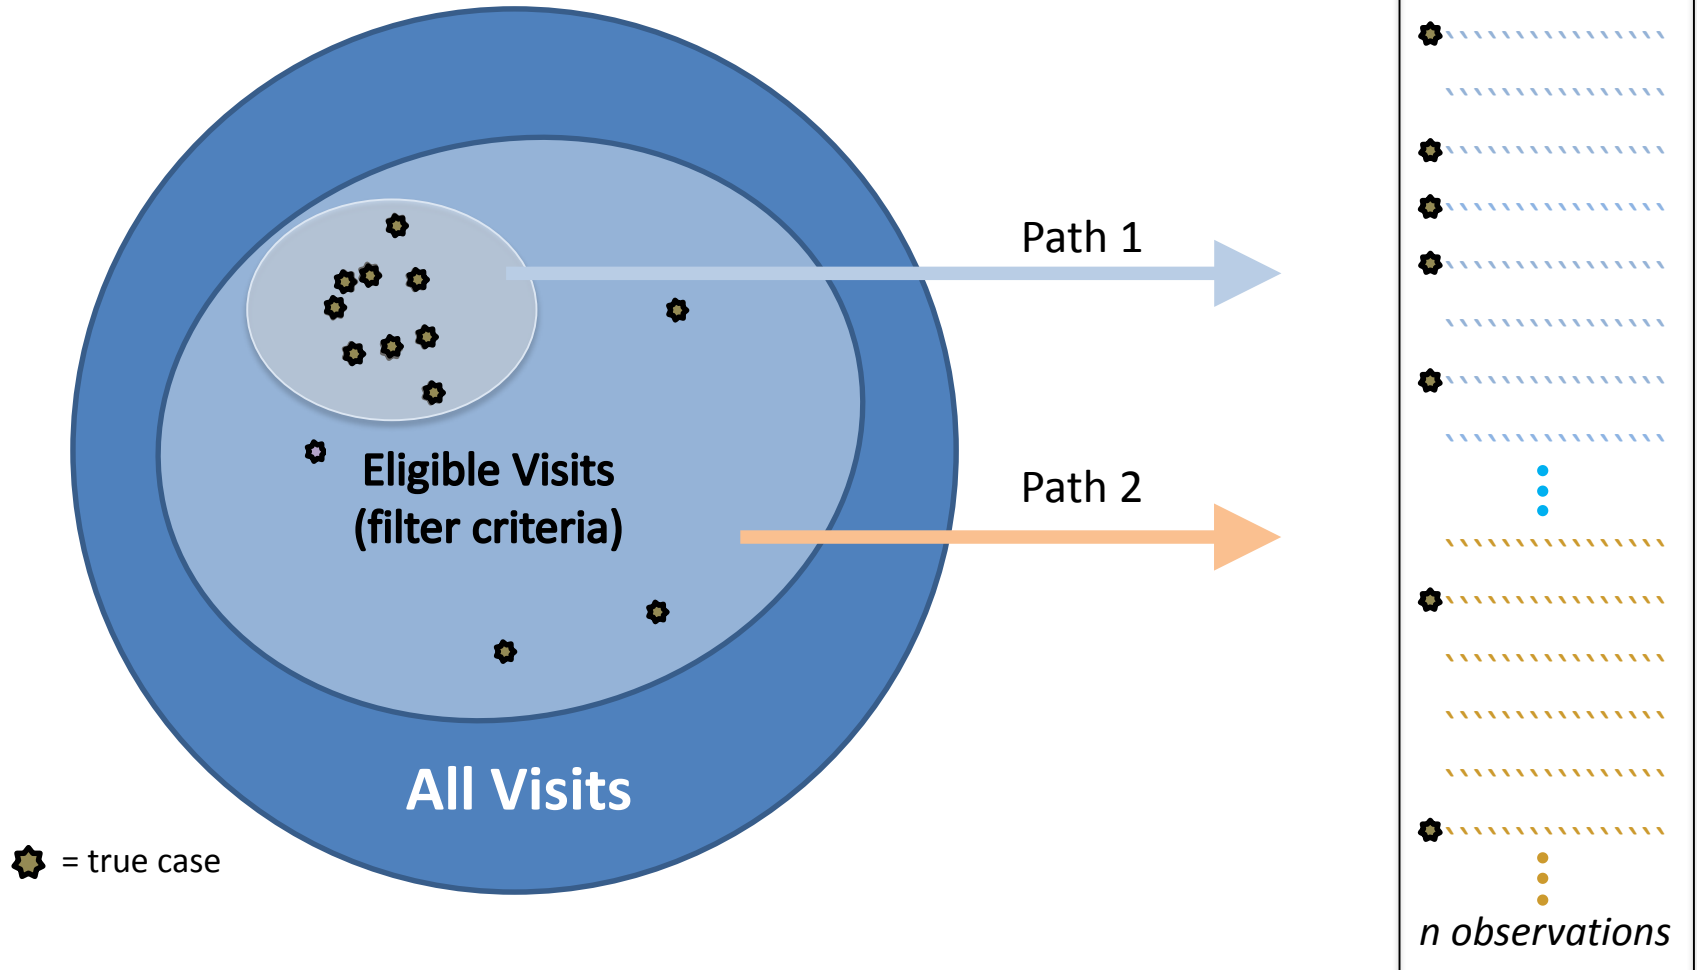 Path 1
Eligible Visits
(filter criteria)
Path 2
All Visits
= true case
n observations